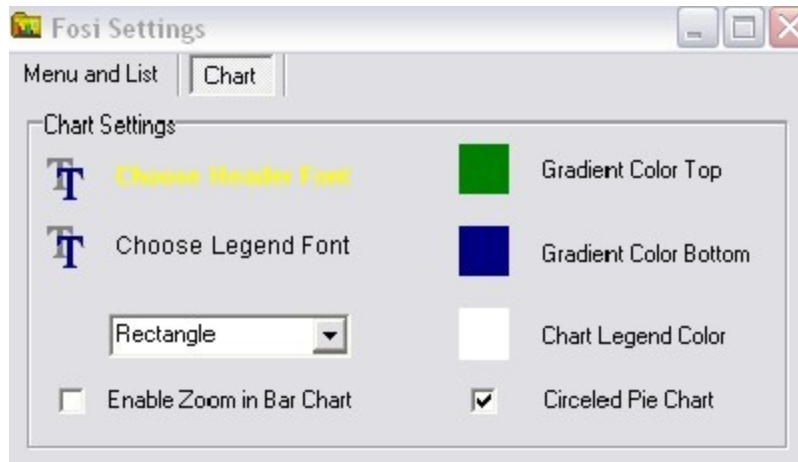 Fosi Settings
Menu and List Chart
Chart Settings
Choose Header Font Gradient Color Top
Choose Legend Font Gradient Color Bottom
Rectangle Chart Legend Color
Enable Zoom in Bar Chart Circeled Pie Chart